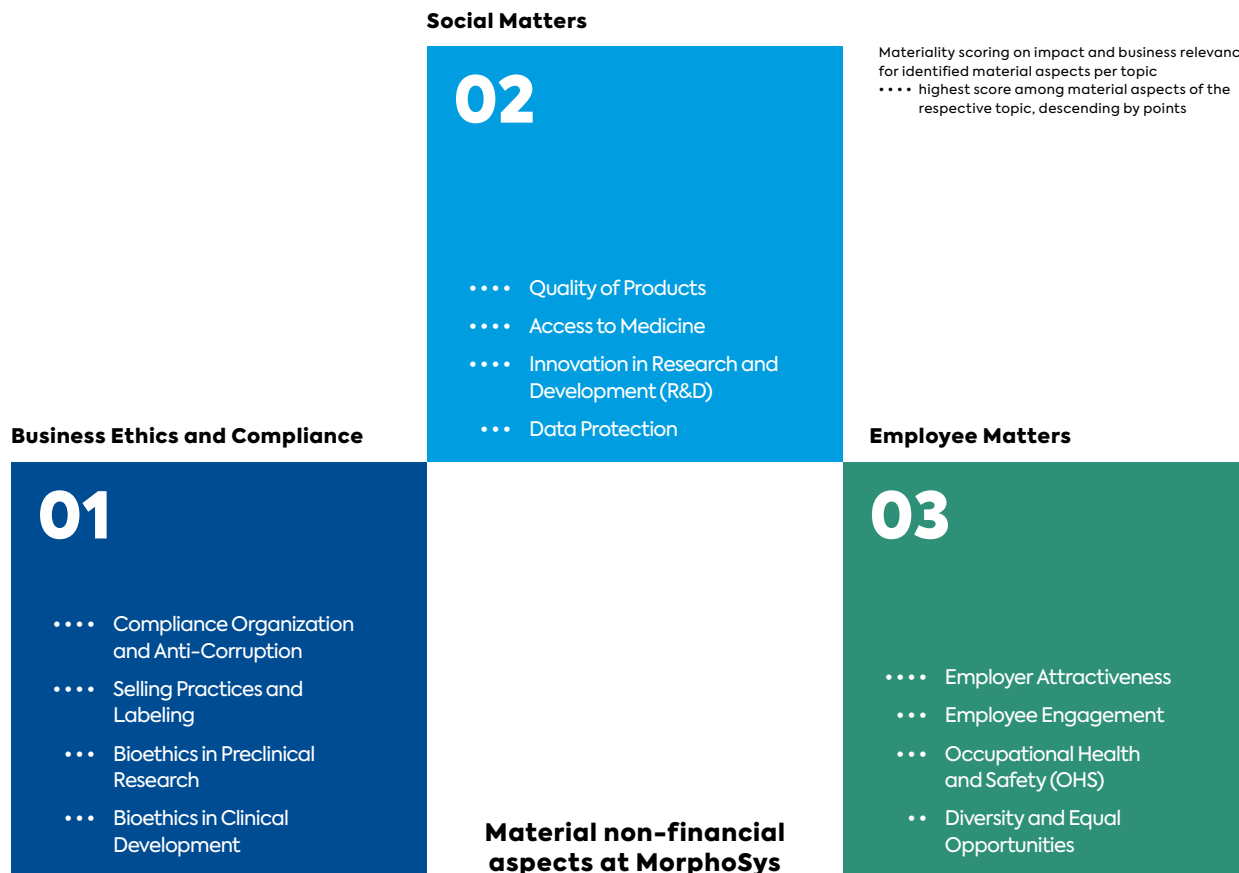 Social Matters
02
•••• Quality of Products
•••• Access to Medicine
•••• Innovation in Research and
Development (R&D)
••• Data Protection
Materiality scoring on impact and business
for identified material aspects per topic
•••• highest score among material aspects of the
respective topic, descending by points
Business Ethics and Compliance
01
•••• Compliance Organization
and Anti-Corruption
•••• Selling Practices and
Labeling
••• Bioethics in Preclinical
Research
••• Bioethics in Clinical
Development
Employee Matters
03
•••• Employer Attractiveness
••• Employee Engagement
••• Occupational Health
and Safety (OHS)
•• Diversity and Equal
Opportunities
Material non-financial
aspects at MorphoSys